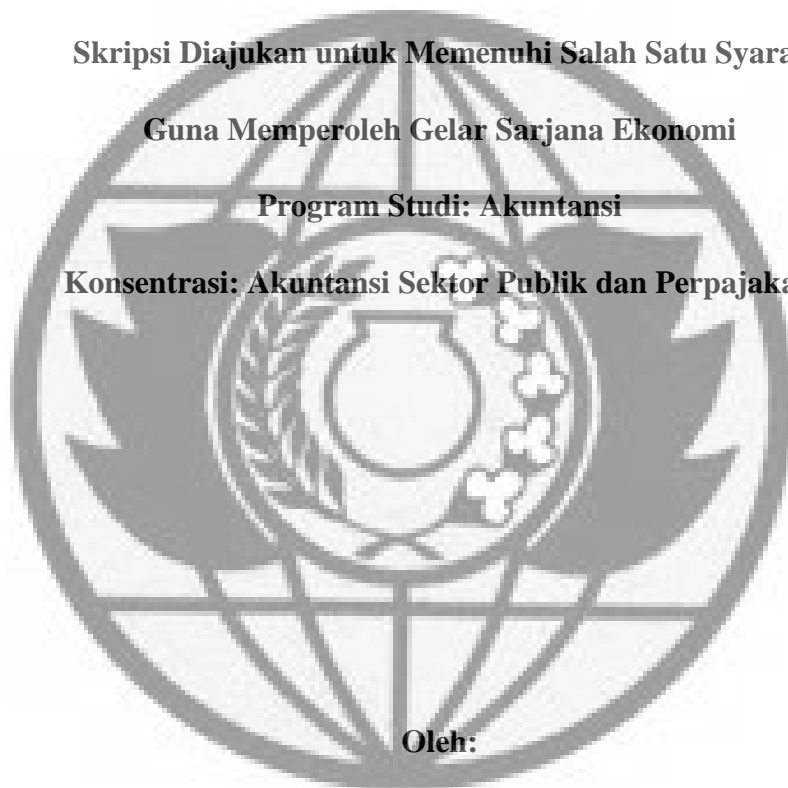 Skripsi Diajukan untuk Memenuhi Salah Satu Syara
Guna Memperoleh Gelar Sarjana Ekonomi
Program Studi: Akuntansi
Konsentrasi: Akuntansi Sektor Publik dan Perpajaka
Oleh: